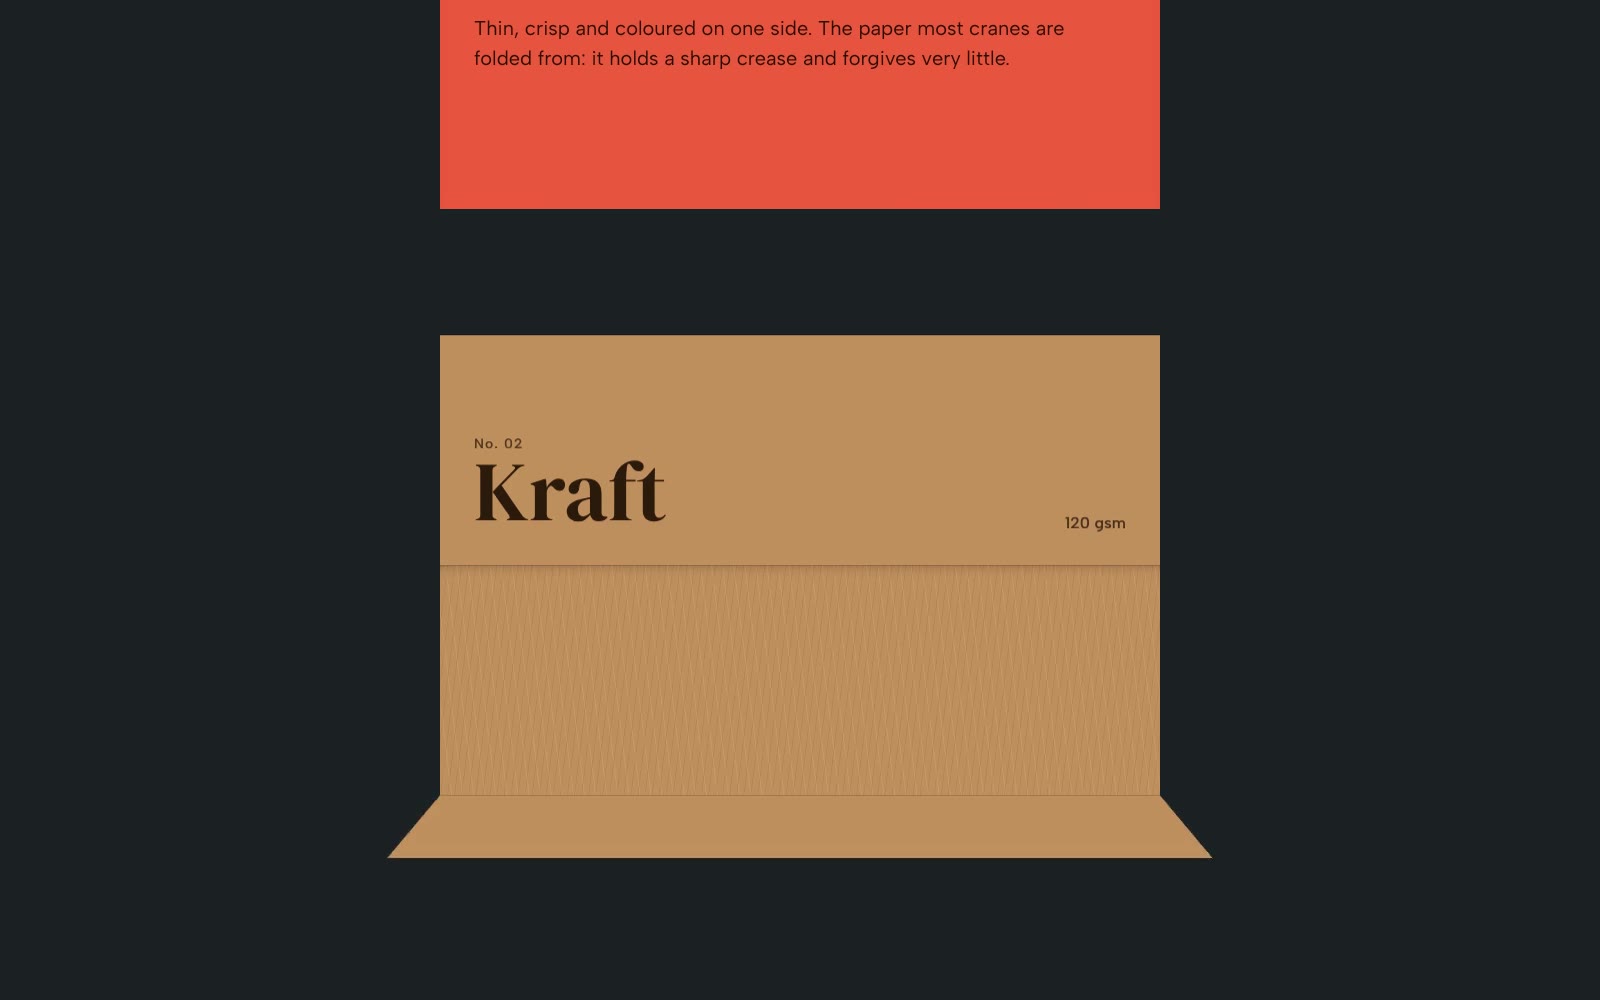 Thin, crisp and coloured on one side. The paper most cranes are
folded from: it holds a sharp crease and forgives very little.
No. 02
Kraft
120 gsm